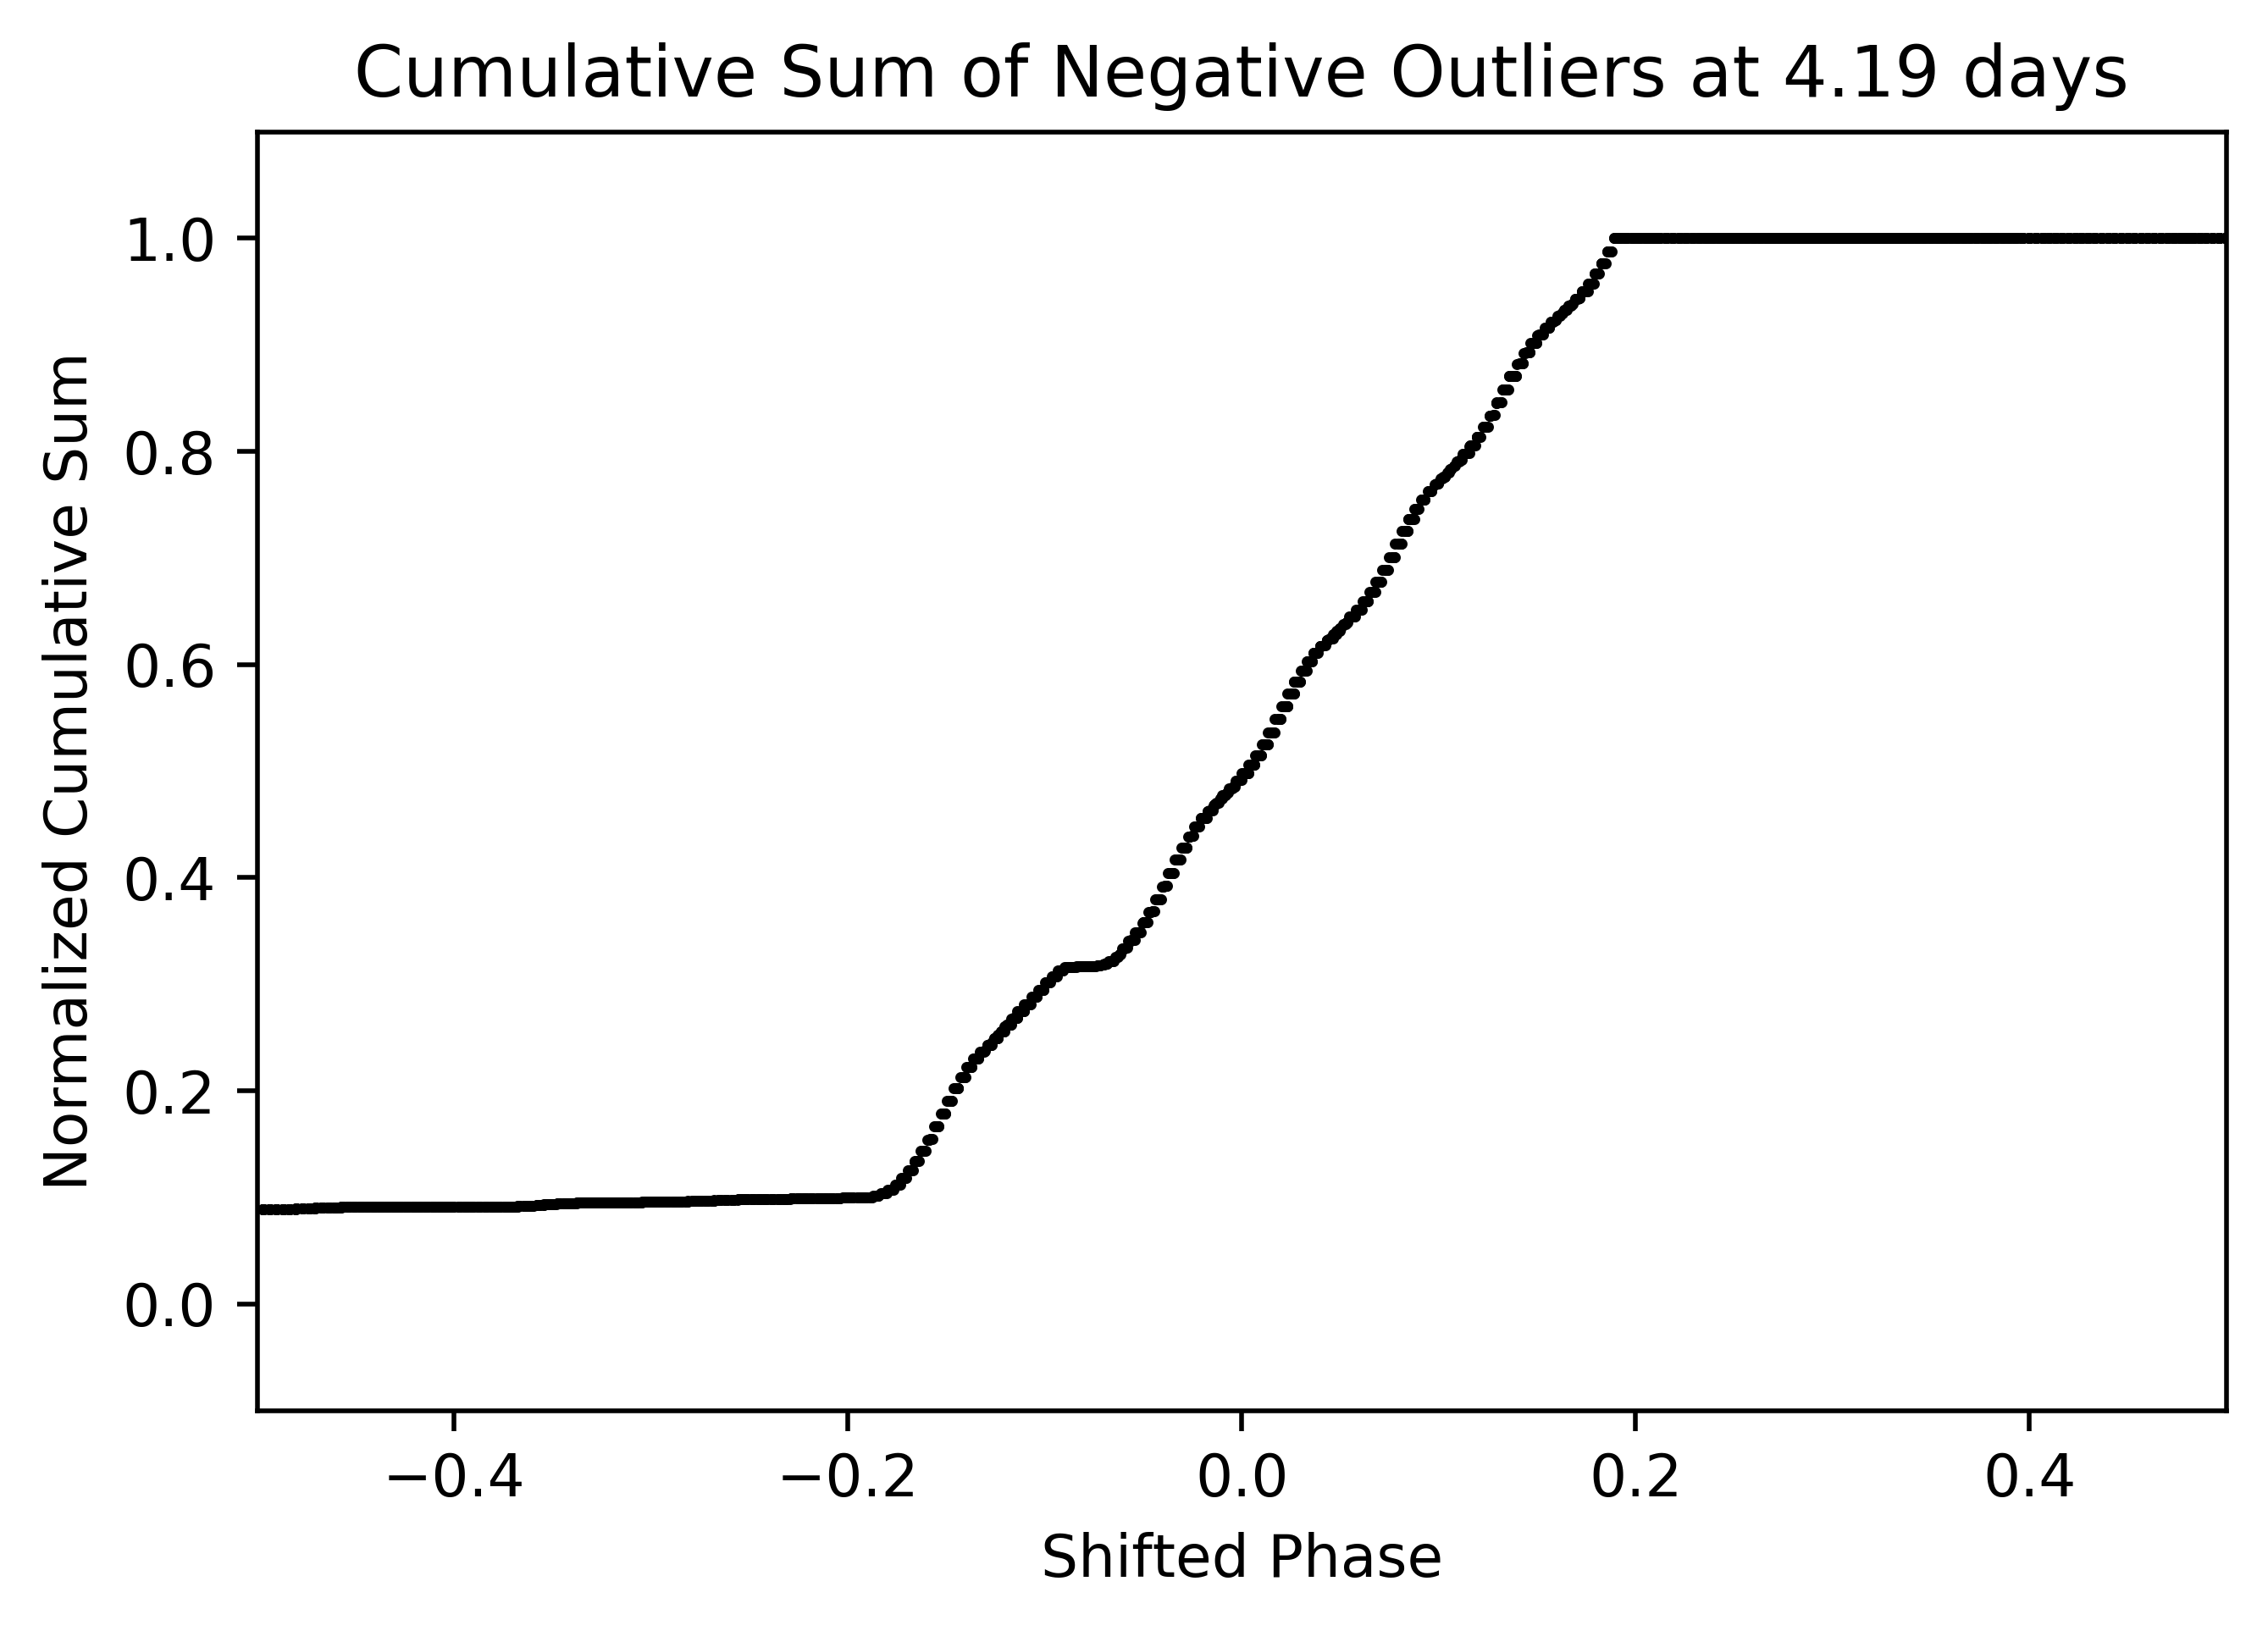 Cumulative Sum of Negative Outliers at 4.19 days
Normalized Cumulative Sum
1.0
0.8
0.6
0.4
0.2
0.0
−0.4 −0.2 0.0 0.2 0.4
Shifted Phase